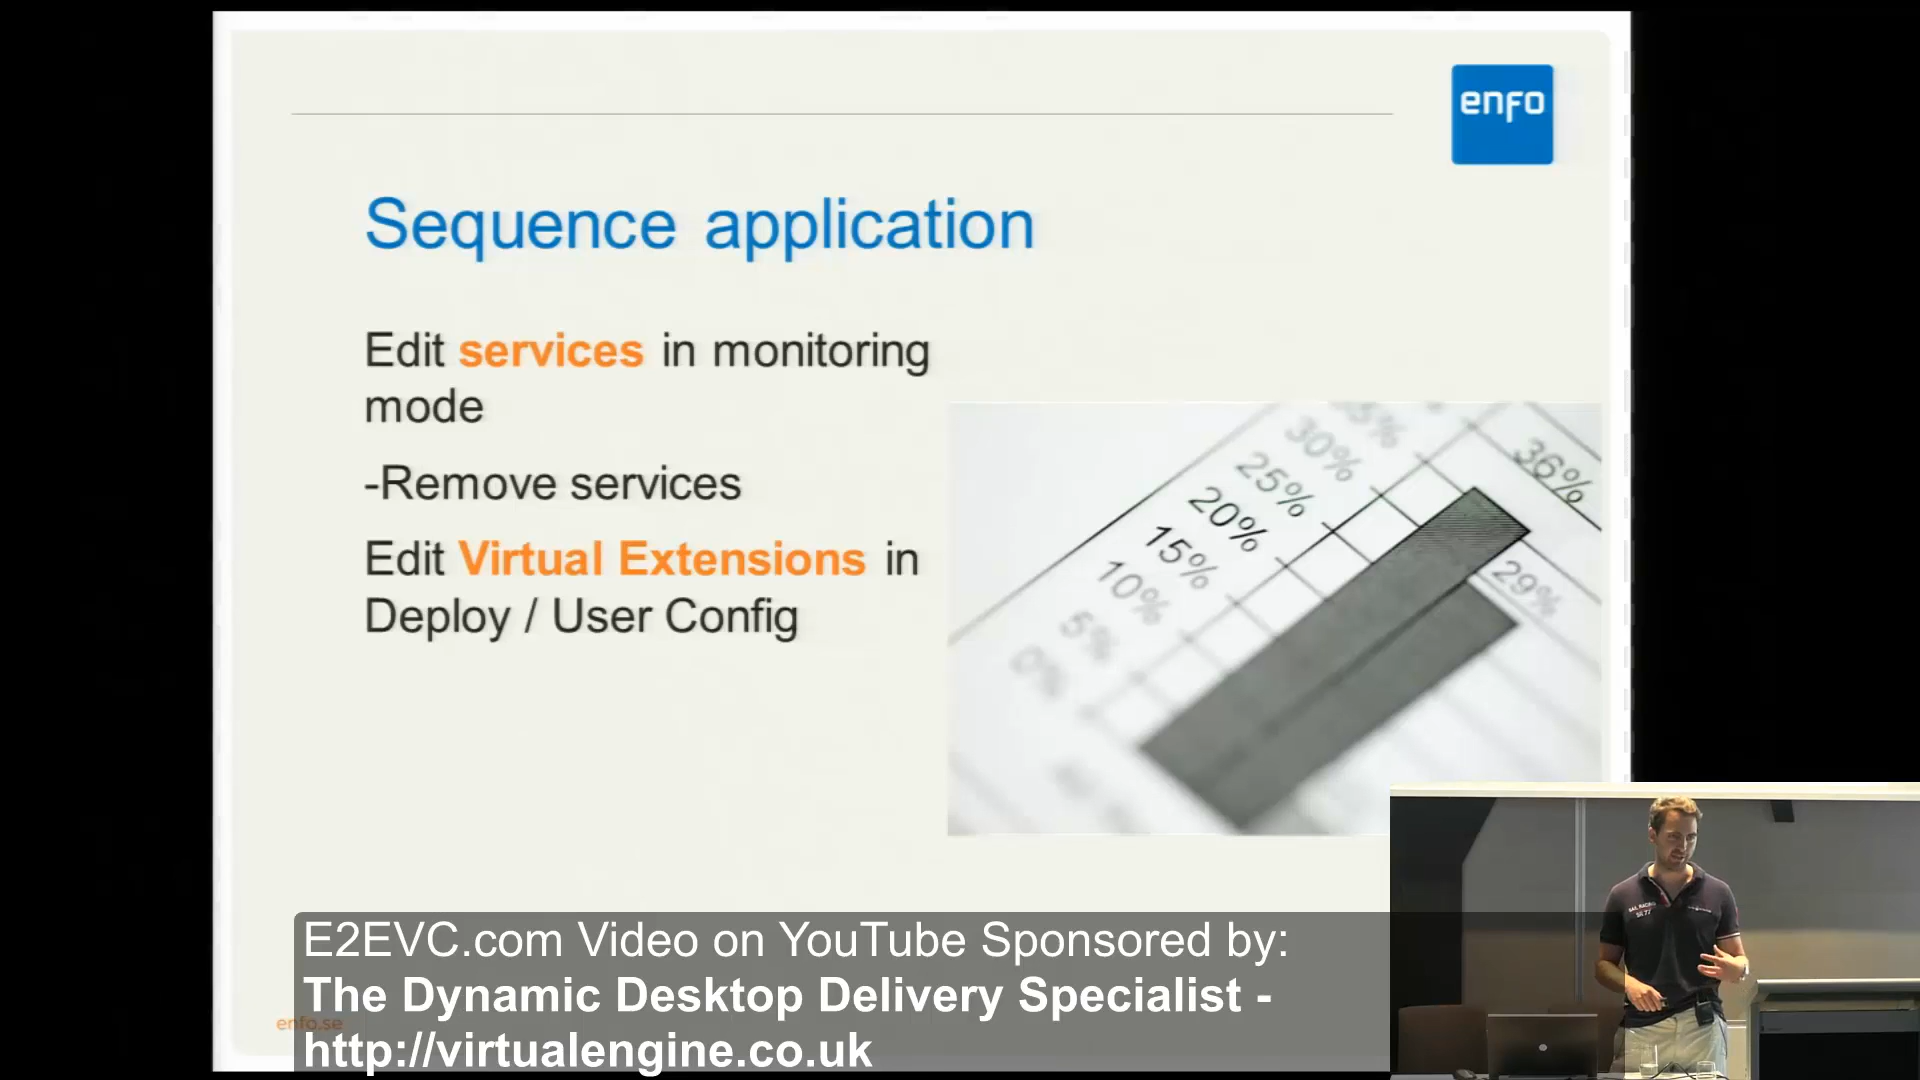 enfo
Sequence application
Edit services in monitoring
mode
-Remove services
Edit Virtual Extensions in
Deploy / User Config
36%
30%
25%
20%
29%
15%
10%
5%
0%
E2EVC.com Video on YouTube Sponsored by:
The Dynamic Desktop Delivery Specialist -
enfo.se
http://virtualengine.co.uk